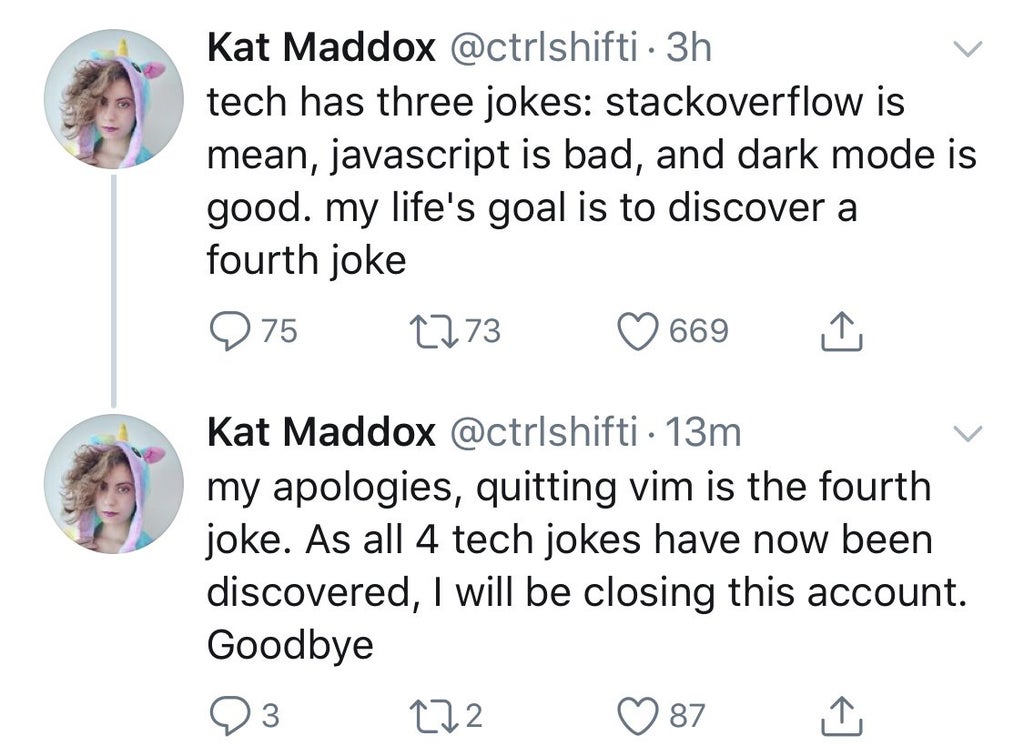 Kat Maddox @ctrlshifti · 3h
tech has three jokes: stackoverflow is
mean, javascript is bad, and dark mode is
good. my life's goal is to discover a
fourth joke
75 73 669
Kat Maddox @ctrlshifti · 13m
my apologies, quitting vim is the fourth
joke. As all 4 tech jokes have now been
discovered, I will be closing this account.
Goodbye
3 2 87